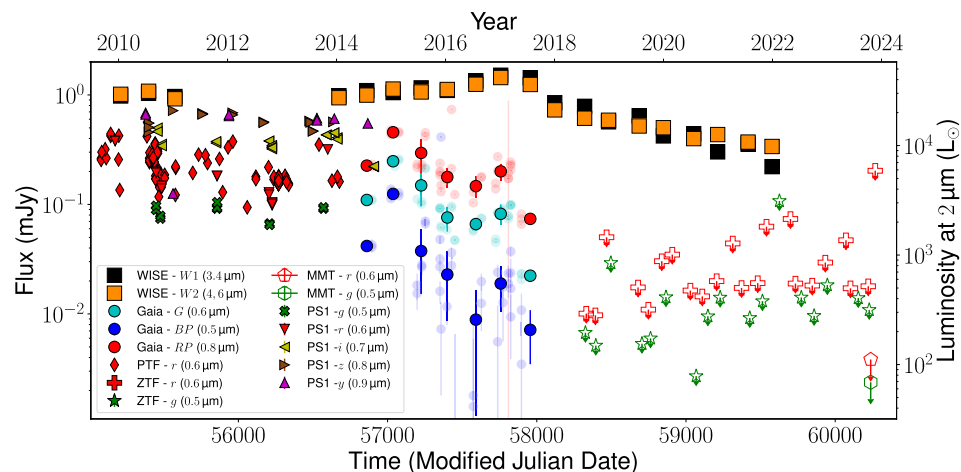 Year
2010 2012 2014 2016 2018 2020 2022 2024
Flux (mJy)
10⁰
10⁻¹
10⁻²
Luminosity at 2 μm (L⊙)
10⁴
10³
10²
WISE - W1 (3.4 μm)
WISE - W2 (4,6 μm)
Gaia - G (0.6 μm)
Gaia - BP (0.5 μm)
Gaia - RP (0.8 μm)
PTF - r (0.6 μm)
ZTF - r (0.6 μm)
ZTF - g (0.5 μm)
MMT - r (0.6 μm)
MMT - g (0.5 μm)
PS1 - g (0.5 μm)
PS1 - r (0.6 μm)
PS1 - i (0.7 μm)
PS1 - z (0.8 μm)
PS1 - y (0.9 μm)
56000 57000 58000 59000 60000
Time (Modified Julian Date)